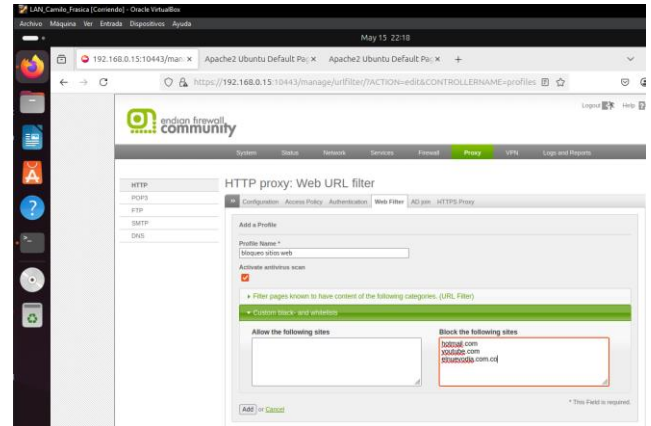 LAN_Camilo_Frasica [Corriendo] - Oracle VirtualBox
Archivo Máquina Ver Entrada Dispositivos Ayuda
May 15 22:18
192.168.0.15:10443/man
Apache2 Ubuntu Default Pa
Apache2 Ubuntu Default Pa
https://192.168.0.15:10443/manage/urlfilter/?ACTION=edit&CONTROLLERNAME=profiles
Logout Help
endian firewall
community
System Status Network Services Firewall Proxy VPN Logs and Reports
HTTP
POP3
FTP
SMTP
DNS
HTTP proxy: Web URL filter
Configuration Access Policy Authentication Web Filter AD join HTTPS Proxy
Add a Profile
Profile Name *
bloqueo sitios web
Activate antivirus scan
Filter pages known to have content of the following categories. (URL Filter)
Custom black- and whitelists
Allow the following sites
Block the following sites
hotmail.com
youtube.com
elnuevodia.com.co
Add or Cancel
* This Field is required.